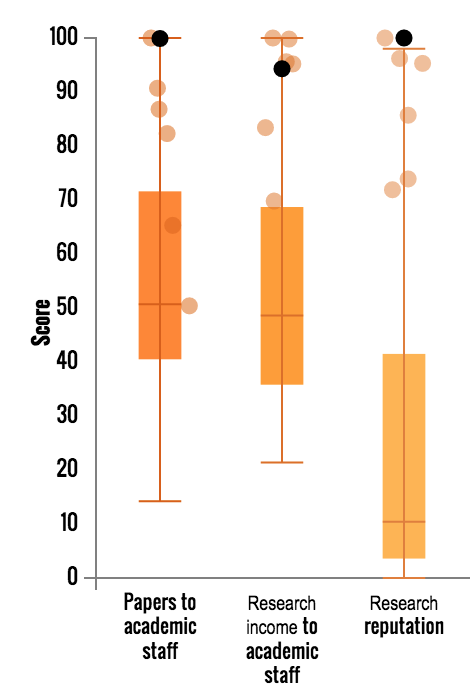 100
90
80
70
60
50
40
30
20
10
0
Score
Papers to
academic
staff
Research
income to
academic
staff
Research
reputation